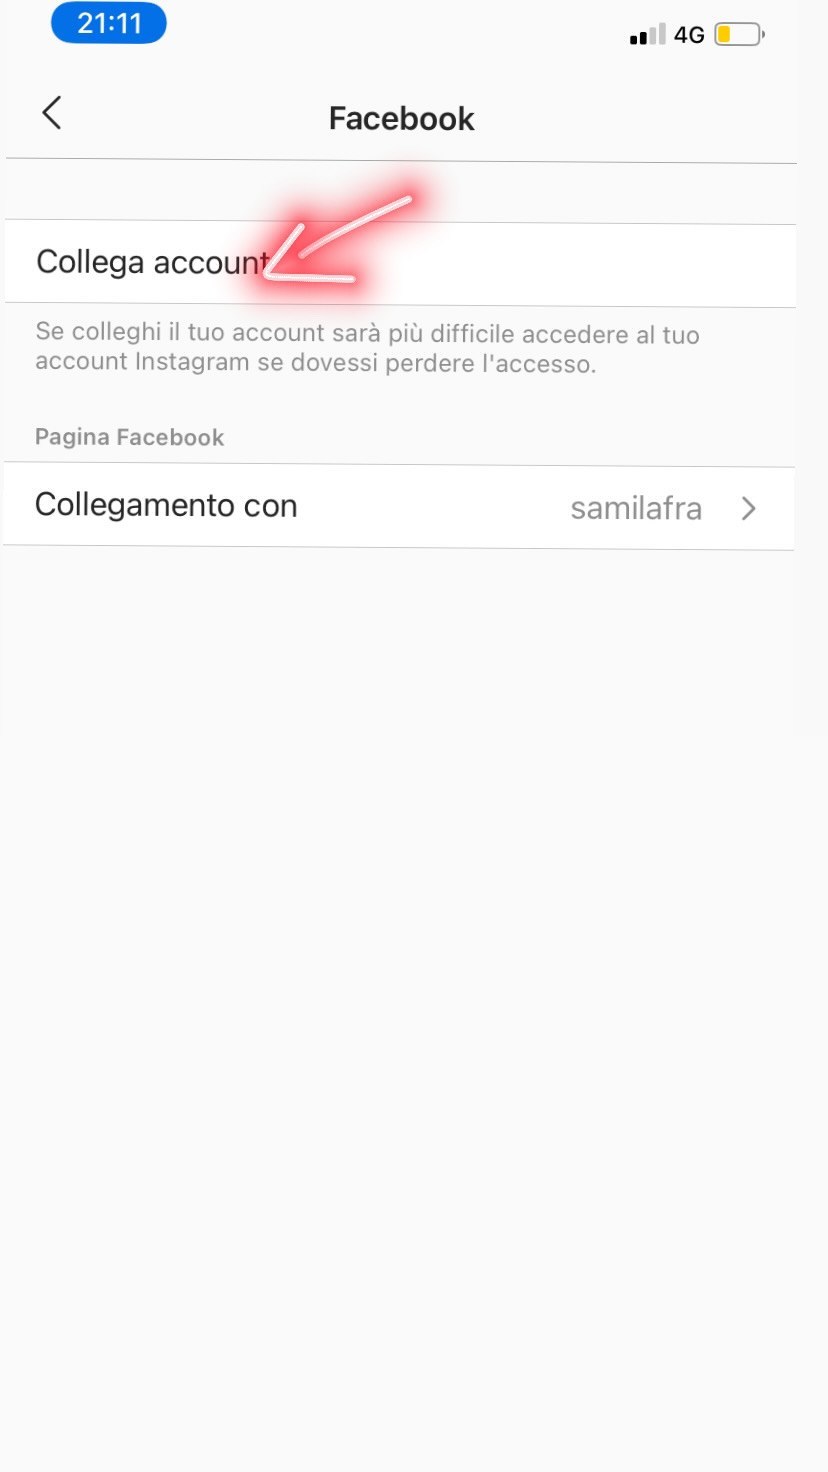 21:11
4G
Facebook
Collega account
Se colleghi il tuo account sarà più difficile accedere al tuo
account Instagram se dovessi perdere l'accesso.
Pagina Facebook
Collegamento con samilafra